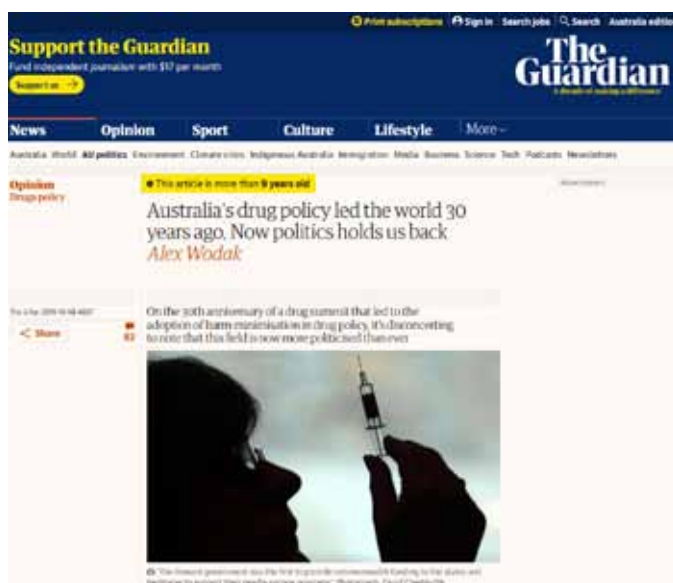 Print subscriptions Sign in Search jobs Search Australia edition
Support the Guardian
Fund independent journalism with $17 per month
Support us
The
Guardian
News Opinion Sport Culture Lifestyle More
Australia World AU politics Environment Climate crisis Indigenous Australia Immigration Media Business Science Tech Podcasts Newsletters
Opinion
Drugs policy
This article is more than 9 years old
Australia's drug policy led the world 30
years ago. Now politics holds us back
Alex Wodak
Share
On the 30th anniversary of a drug summit that led to the
adoption of harm minimisation in drug policy, it's disconcerting
to note that this field is now more politicised than ever